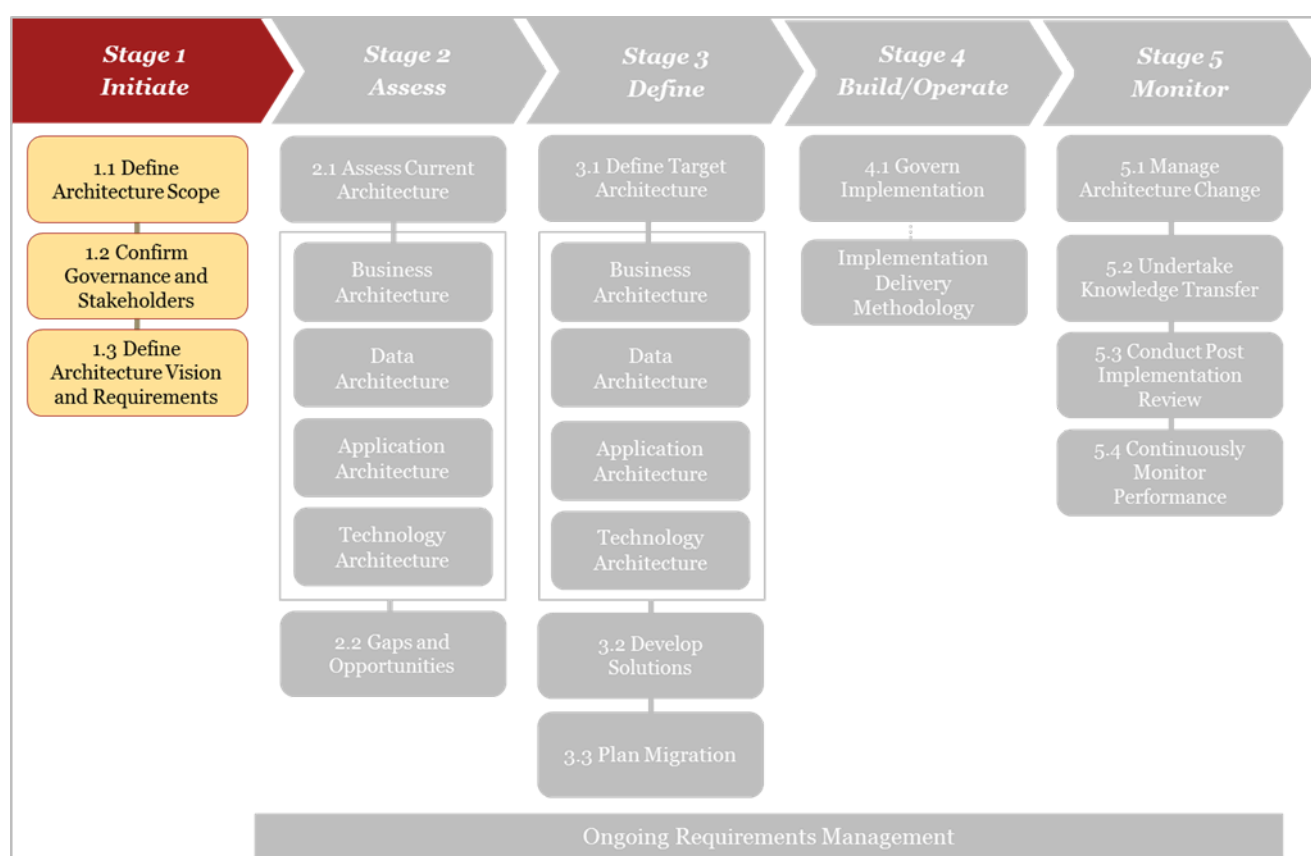 Stage 1
Initiate
Stage 2
Assess
Stage 3
Define
Stage 4
Build/Operate
Stage 5
Monitor
1.1 Define
Architecture Scope
1.2 Confirm
Governance and
Stakeholders
1.3 Define
Architecture Vision
and Requirements
2.1 Assess Current
Architecture
Business
Architecture
Data
Architecture
Application
Architecture
Technology
Architecture
2.2 Gaps and
Opportunities
3.1 Define Target
Architecture
Business
Architecture
Data
Architecture
Application
Architecture
Technology
Architecture
3.2 Develop
Solutions
3.3 Plan Migration
4.1 Govern
Implementation
Implementation
Delivery
Methodology
5.1 Manage
Architecture Change
5.2 Undertake
Knowledge Transfer
5.3 Conduct Post
Implementation
Review
5.4 Continuously
Monitor
Performance
Ongoing Requirements Management